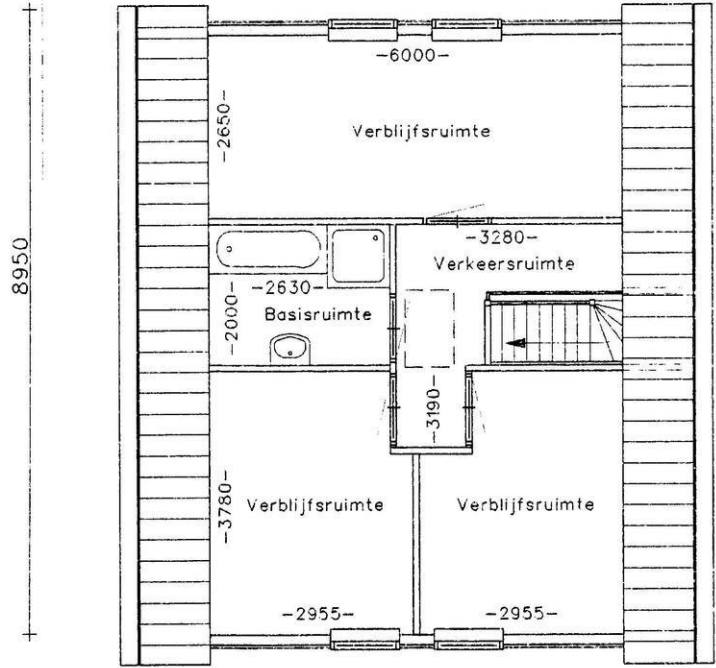 -6000-
-2650-
Verblijfsruimte
8950
-3280-
Verkeersruimte
-2630-
Basisruimte
-2000-
-3190-
-3780-
Verblijfsruimte
Verblijfsruimte
-2955-
-2955-